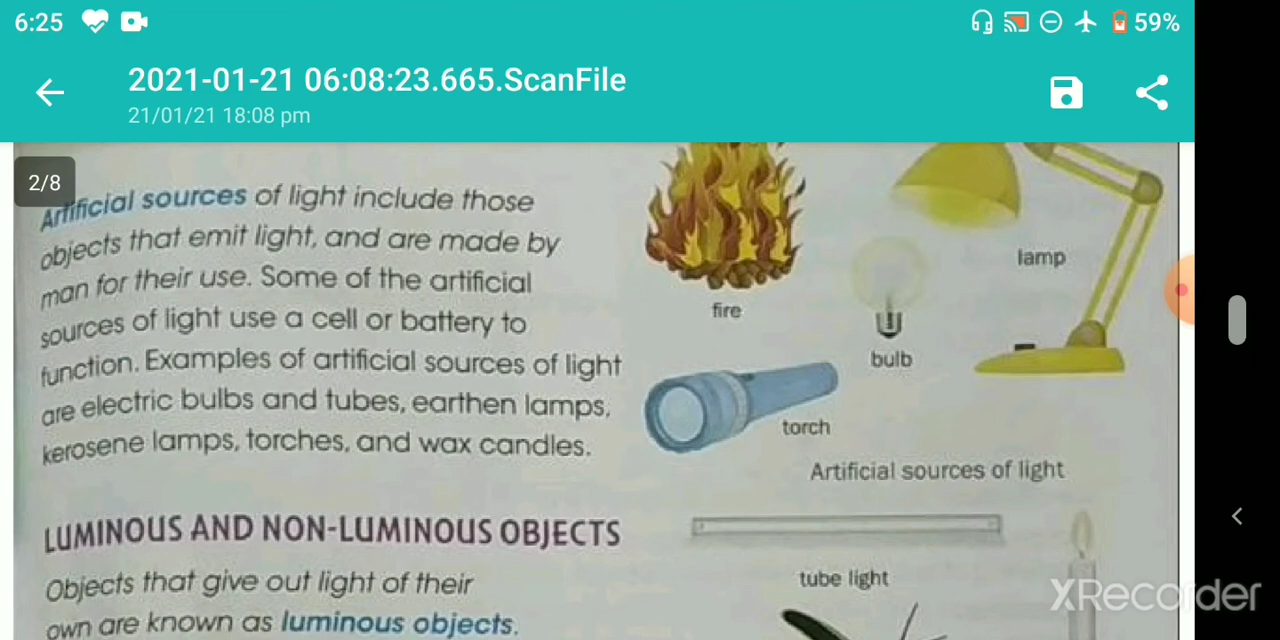 6:25
59%
2021-01-21 06:08:23.665.ScanFile
21/01/21 18:08 pm
2/8
Artificial sources of light include those
objects that emit light, and are made by
man for their use. Some of the artificial
sources of light use a cell or battery to
function. Examples of artificial sources of light
are electric bulbs and tubes, earthen lamps,
kerosene lamps, torches, and wax candles.
fire
lamp
bulb
torch
Artificial sources of light
LUMINOUS AND NON-LUMINOUS OBJECTS
Objects that give out light of their
own are known as luminous objects.
tube light
XRecorder